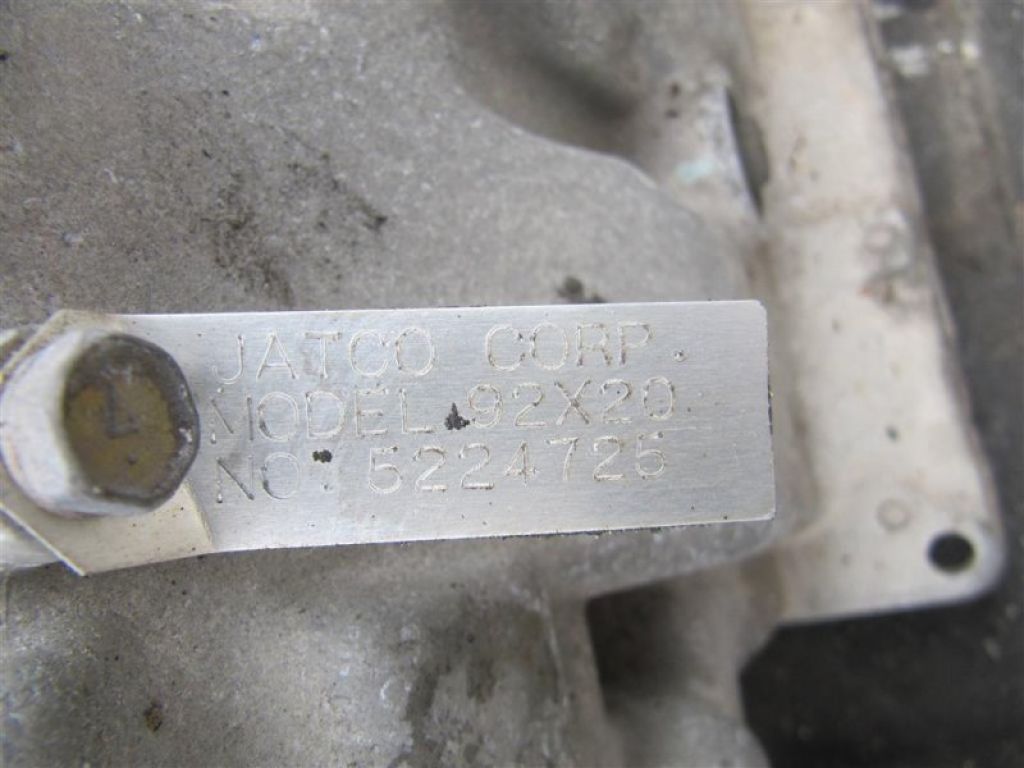 JATCO CORP.
MODEL 92X20
NO. 5224725